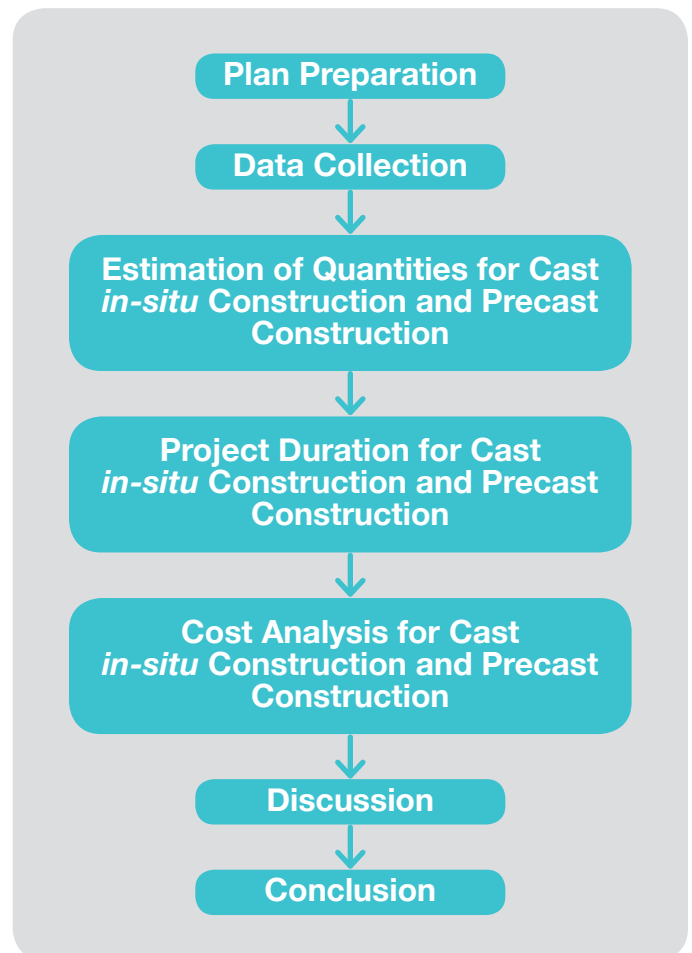 Plan Preparation
Data Collection
Estimation of Quantities for Cast
in-situ Construction and Precast
Construction
Project Duration for Cast
in-situ Construction and Precast
Construction
Cost Analysis for Cast
in-situ Construction and Precast
Construction
Discussion
Conclusion